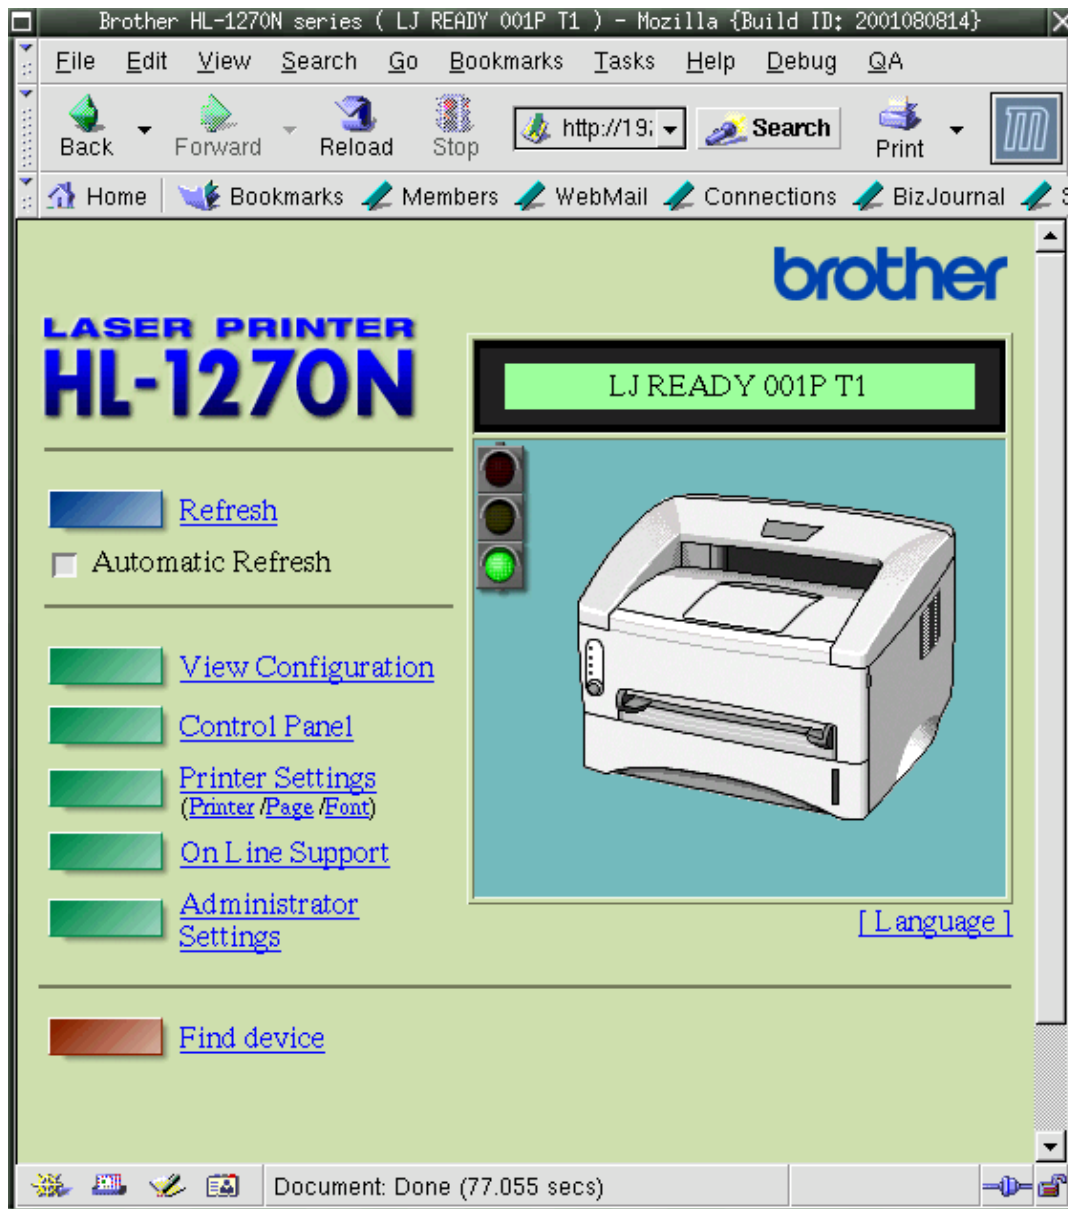 Brother HL-1270N series ( LJ READY 001P T1 ) - Mozilla {Build ID: 2001080814}
File Edit View Search Go Bookmarks Tasks Help Debug QA
Back Forward Reload Stop http://19 Search Print
Home Bookmarks Members WebMail Connections BizJournal
brother
LASER PRINTER
HL-1270N
LJ READY 001P T1
Refresh
Automatic Refresh
View Configuration
Control Panel
Printer Settings
(Printer /Page /Font)
On Line Support
Administrator
Settings
[ Language ]
Find device
Document: Done (77.055 secs)